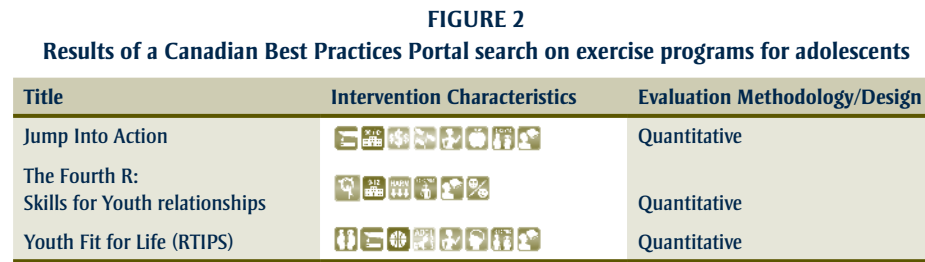 FIGURE 2
Results of a Canadian Best Practices Portal search on exercise programs for adolescents
Title Intervention Characteristics Evaluation Methodology/Design
Jump Into Action Quantitative
The Fourth R:
Skills for Youth relationships Quantitative
Youth Fit for Life (RTIPS) Quantitative